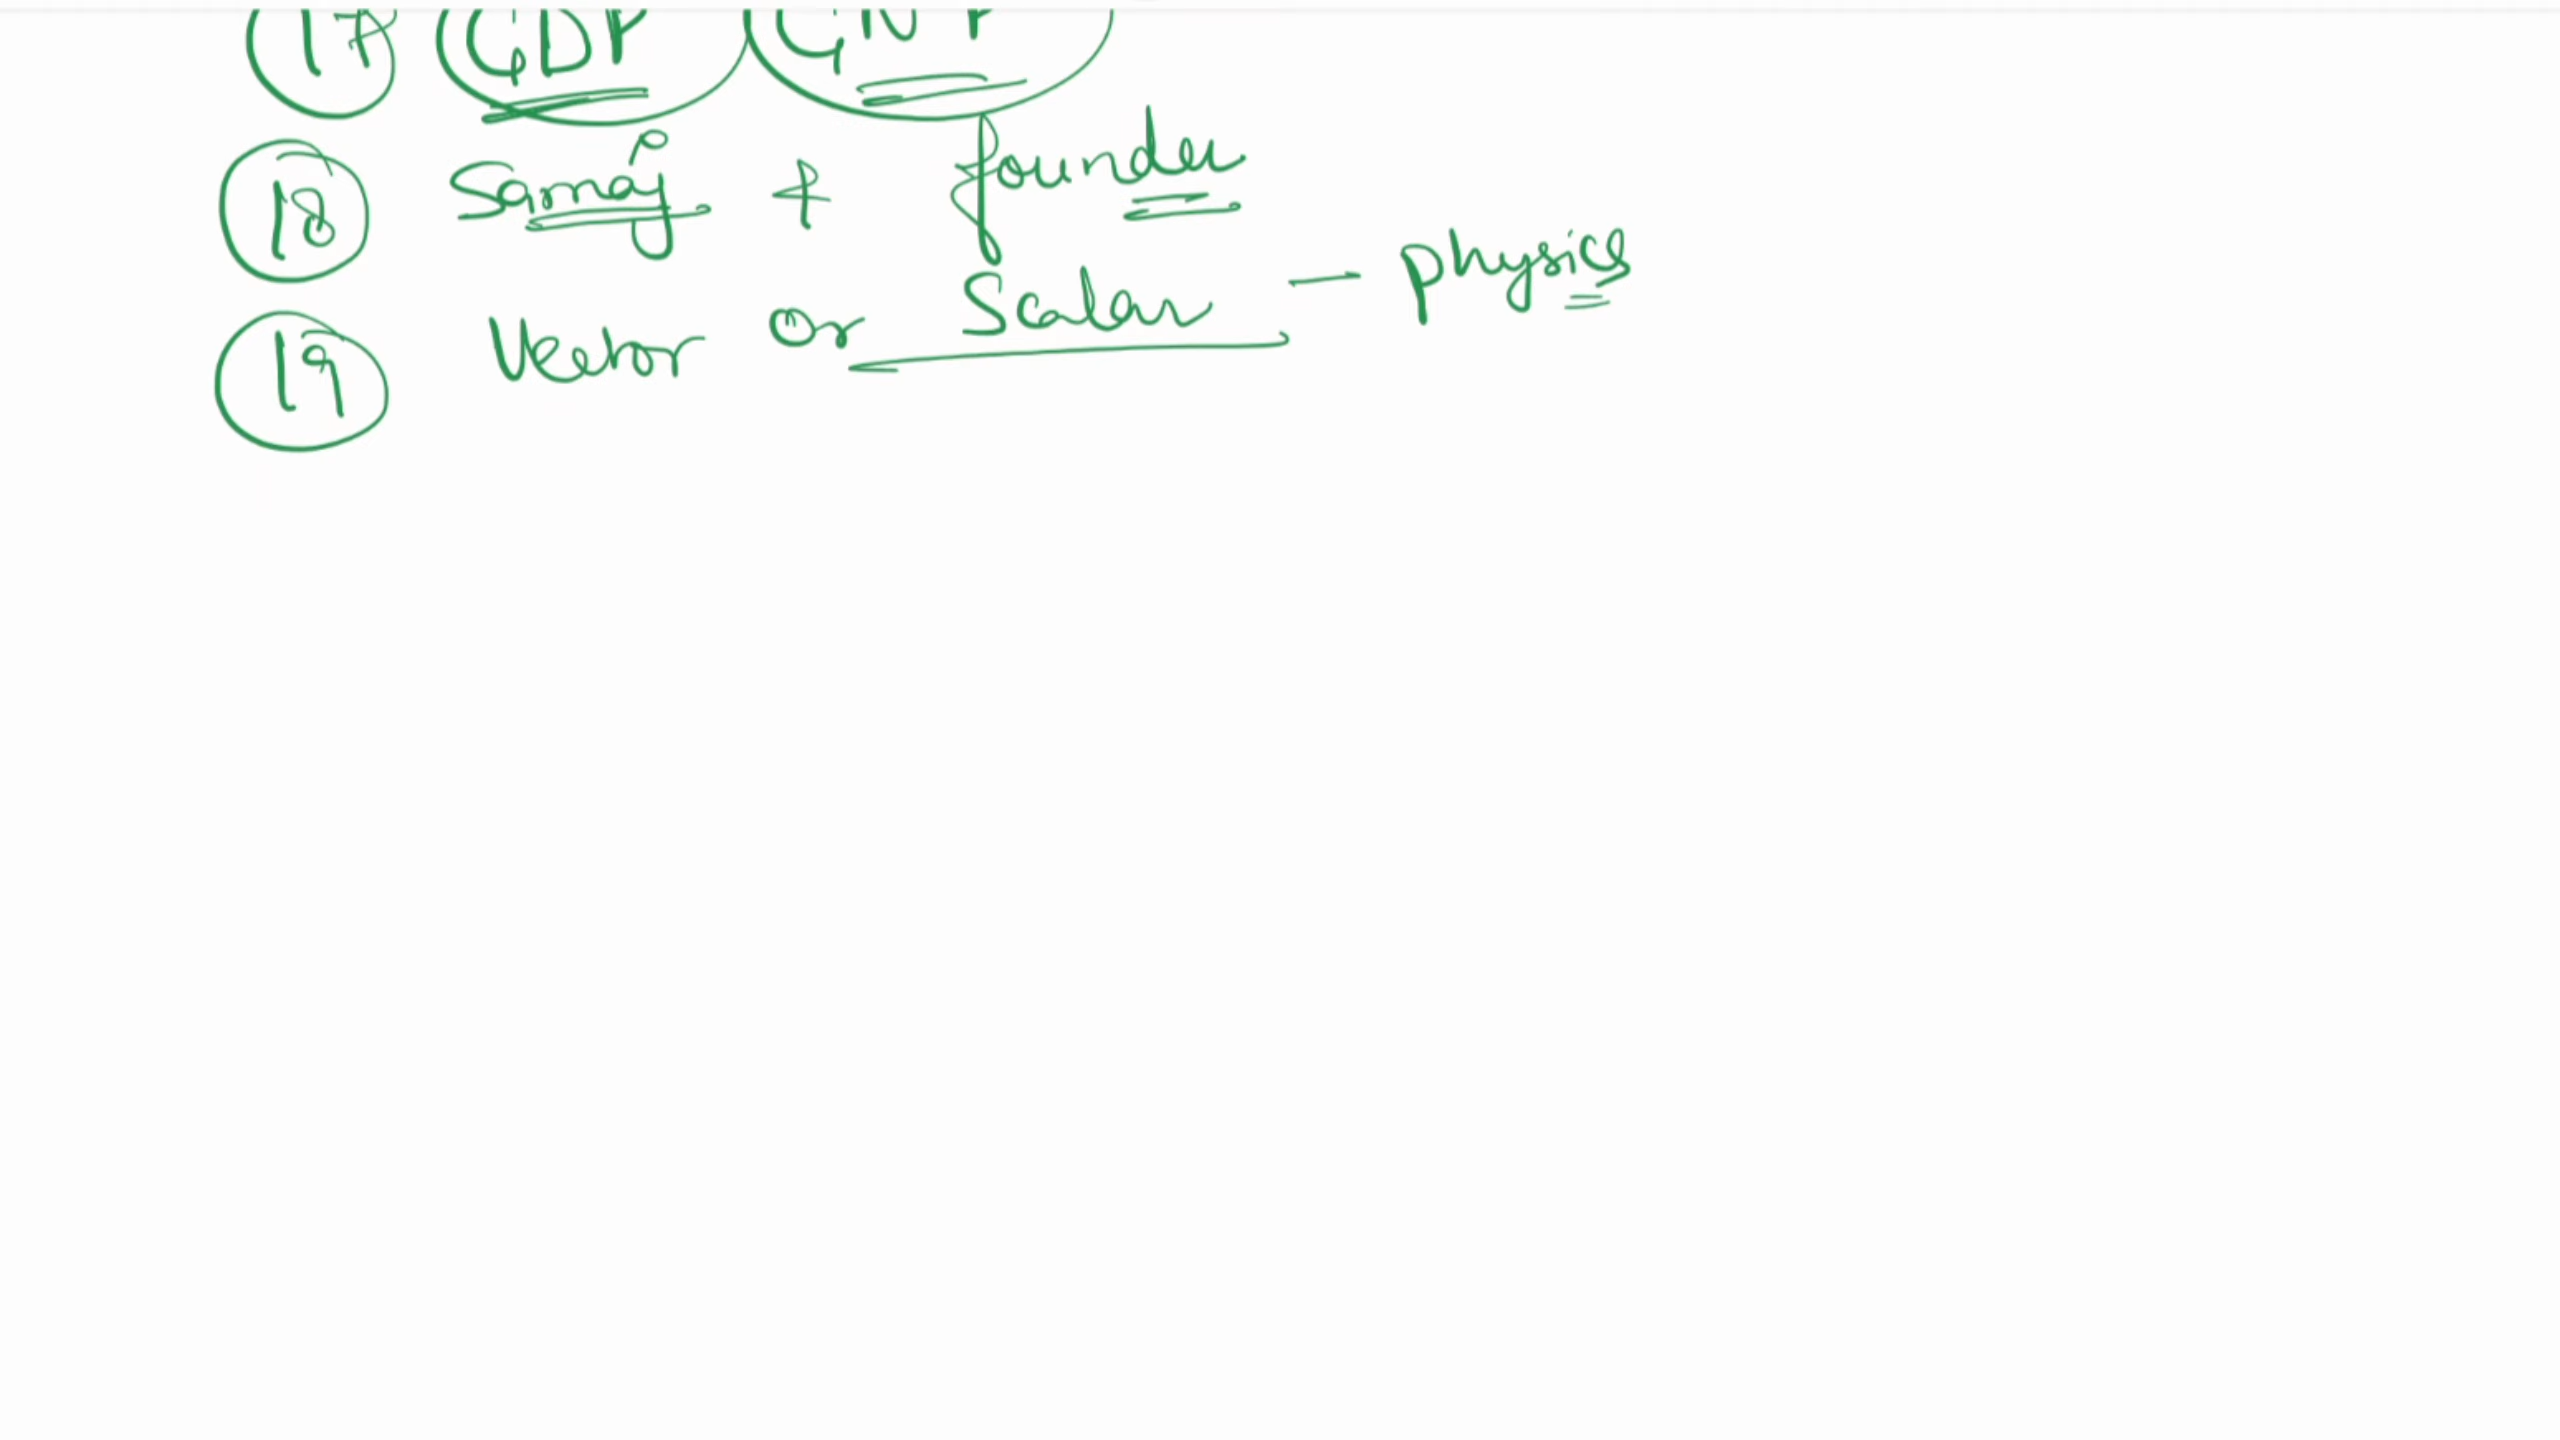 17 GDP GNP
18 Samaj + founder
19 Vector or Scalar - physics